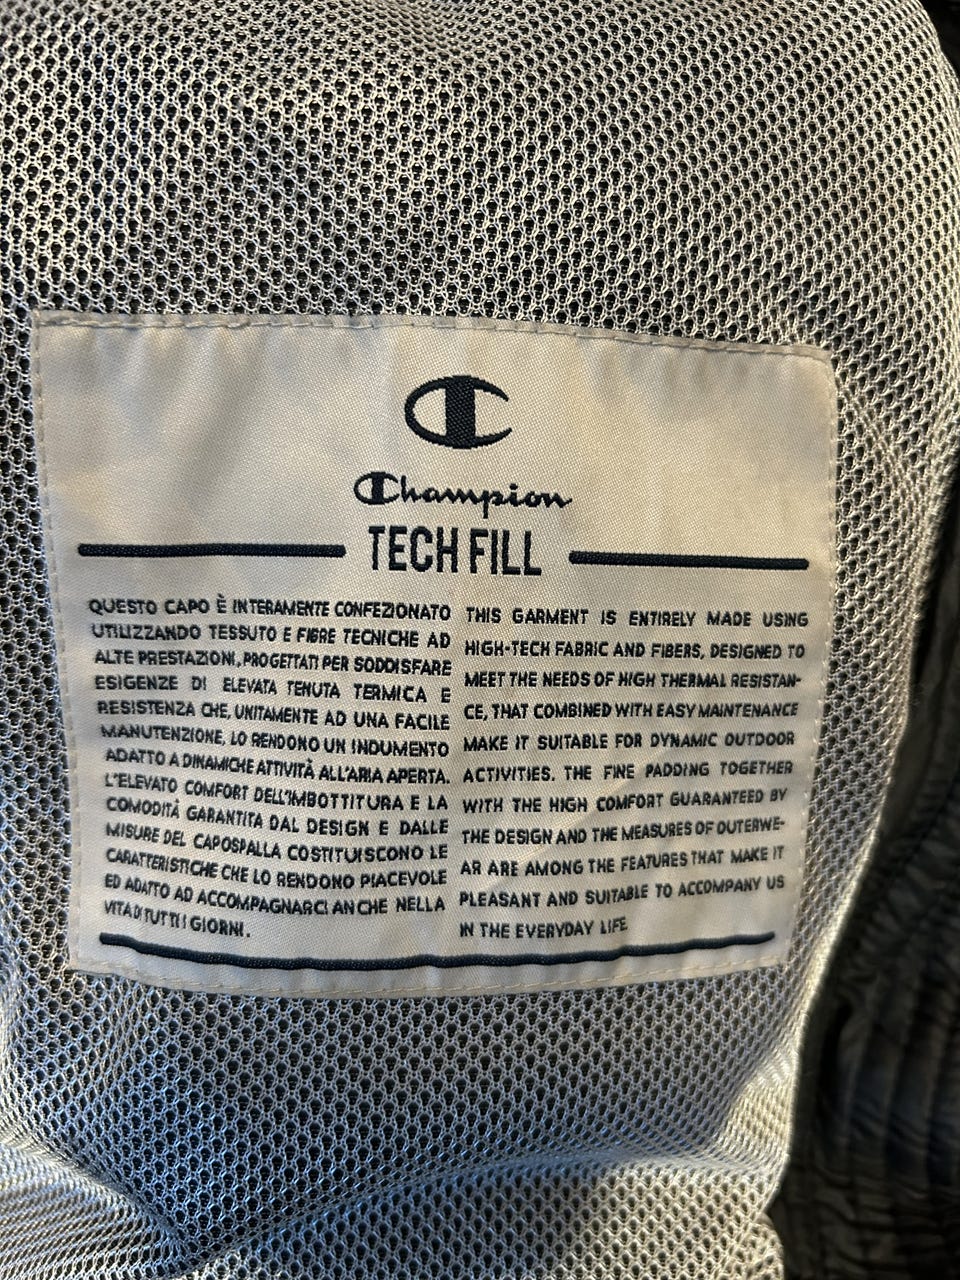 Champion
TECH FILL
QUESTO CAPO È INTERAMENTE CONFEZIONATO
UTILIZZANDO TESSUTO E FIBRE TECNICHE AD
ALTE PRESTAZIONI, PROGETTATI PER SODDISFARE
ESIGENZE DI ELEVATA TENUTA TERMICA E
RESISTENZA CHE, UNITAMENTE AD UNA FACILE
MANUTENZIONE, LO RENDONO UN INDUMENTO
ADATTO A DINAMICHE ATTIVITÀ ALL'ARIA APERTA.
L'ELEVATO COMFORT DELL'IMBOTTITURA E LA
COMODITÀ GARANTITA DAL DESIGN E DALLE
MISURE DEL CAPOSPALLA COSTITUISCONO LE
CARATTERISTICHE CHE LO RENDONO PIACEVOLE
ED ADATTO AD ACCOMPAGNARCI ANCHE NELLA
VITA DI TUTTI I GIORNI.
THIS GARMENT IS ENTIRELY MADE USING
HIGH-TECH FABRIC AND FIBERS, DESIGNED TO
MEET THE NEEDS OF HIGH THERMAL RESISTAN-
CE, THAT COMBINED WITH EASY MAINTENANCE
MAKE IT SUITABLE FOR DYNAMIC OUTDOOR
ACTIVITIES. THE FINE PADDING TOGETHER
WITH THE HIGH COMFORT GUARANTEED BY
THE DESIGN AND THE MEASURES OF OUTERWE-
AR ARE AMONG THE FEATURES THAT MAKE IT
PLEASANT AND SUITABLE TO ACCOMPANY US
IN THE EVERYDAY LIFE.